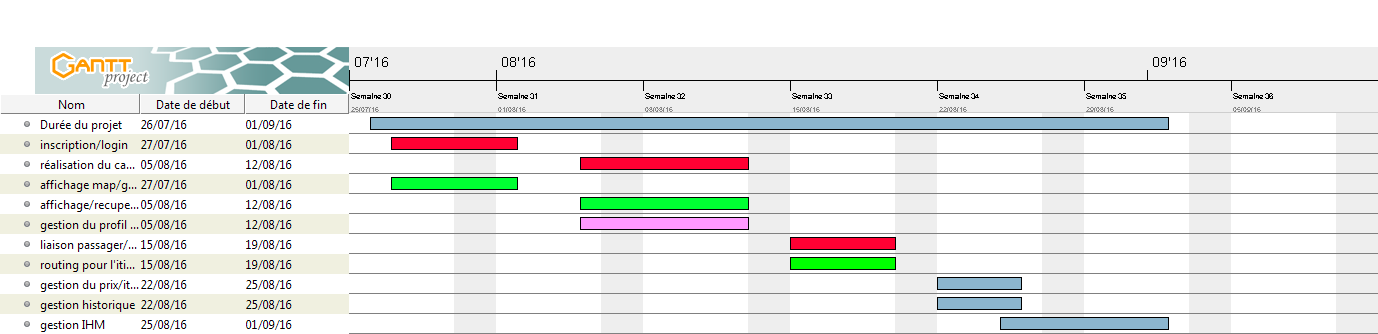 GANTT project
07'16 08'16 09'16
Semaine 30 Semaine 31 Semaine 32 Semaine 33 Semaine 34 Semaine 35 Semaine 36
25/07/16 01/08/16 08/08/16 15/08/16 22/08/16 29/08/16 05/09/16
Nom Date de début Date de fin
Durée du projet 26/07/16 01/09/16
inscription/login 27/07/16 01/08/16
réalisation du ca... 05/08/16 12/08/16
affichage map/g... 27/07/16 01/08/16
affichage/recupe... 05/08/16 12/08/16
gestion du profil ... 05/08/16 12/08/16
liaison passager/... 15/08/16 19/08/16
routing pour l'iti... 15/08/16 19/08/16
gestion du prix/it... 22/08/16 25/08/16
gestion historique 22/08/16 25/08/16
gestion IHM 25/08/16 01/09/16